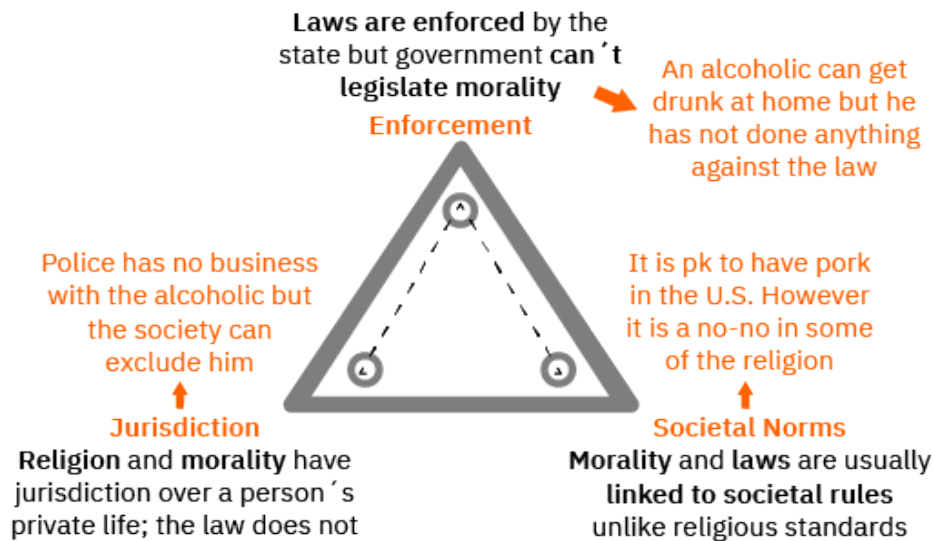 Laws are enforced by the
state but government can´t
legislate morality
Enforcement
An alcoholic can get
drunk at home but he
has not done anything
against the law
Police has no business
with the alcoholic but
the society can
exclude him
Jurisdiction
Religion and morality have
jurisdiction over a person´s
private life; the law does not
It is pk to have pork
in the U.S. However
it is a no-no in some
of the religion
Societal Norms
Morality and laws are usually
linked to societal rules
unlike religious standards